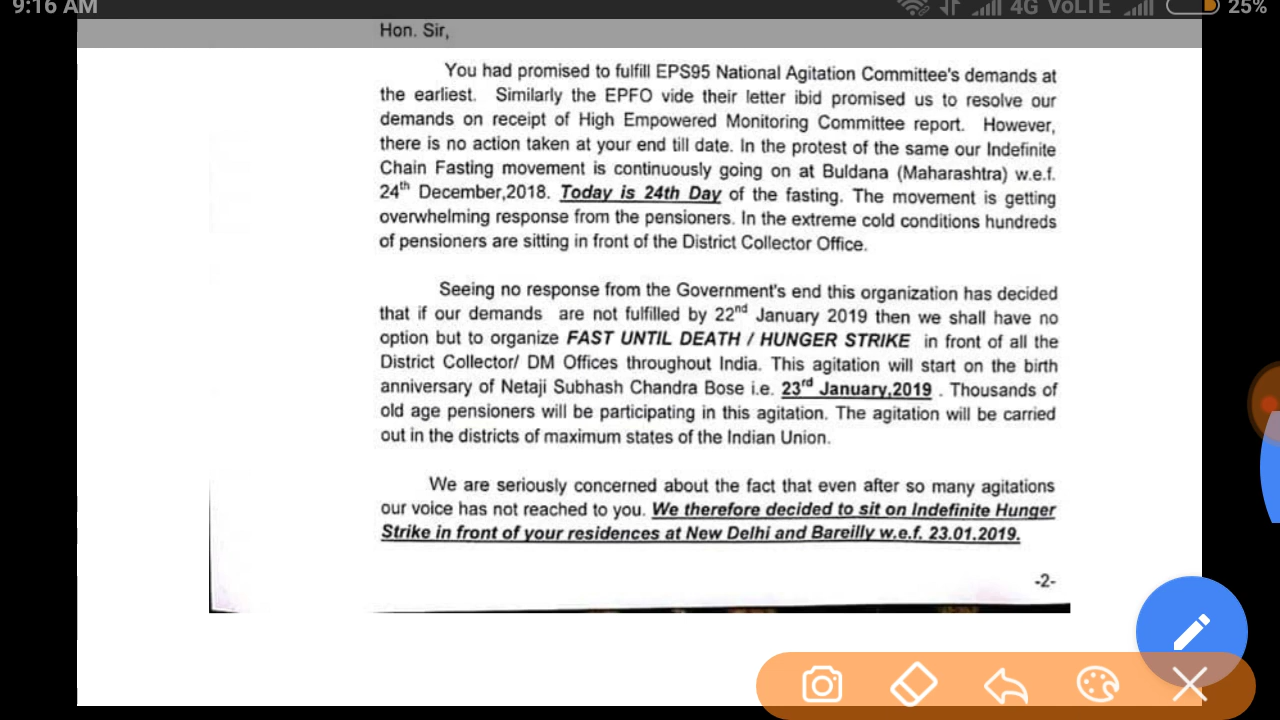 9:16 AM 4G VoLTE 25%
Hon. Sir,
You had promised to fulfill EPS95 National Agitation Committee's demands at
the earliest. Similarly the EPFO vide their letter ibid promised us to resolve our
demands on receipt of High Empowered Monitoring Committee report. However,
there is no action taken at your end till date. In the protest of the same our Indefinite
Chain Fasting movement is continuously going on at Buldana (Maharashtra) w.e.f.
24th December,2018. Today is 24th Day of the fasting. The movement is getting
overwhelming response from the pensioners. In the extreme cold conditions hundreds
of pensioners are sitting in front of the District Collector Office.
Seeing no response from the Government's end this organization has decided
that if our demands are not fulfilled by 22nd January 2019 then we shall have no
option but to organize FAST UNTIL DEATH / HUNGER STRIKE in front of all the
District Collector/ DM Offices throughout India. This agitation will start on the birth
anniversary of Netaji Subhash Chandra Bose i.e. 23rd January,2019 . Thousands of
old age pensioners will be participating in this agitation. The agitation will be carried
out in the districts of maximum states of the Indian Union.
We are seriously concerned about the fact that even after so many agitations
our voice has not reached to you. We therefore decided to sit on Indefinite Hunger
Strike in front of your residences at New Delhi and Bareilly w.e.f. 23.01.2019.
-2-